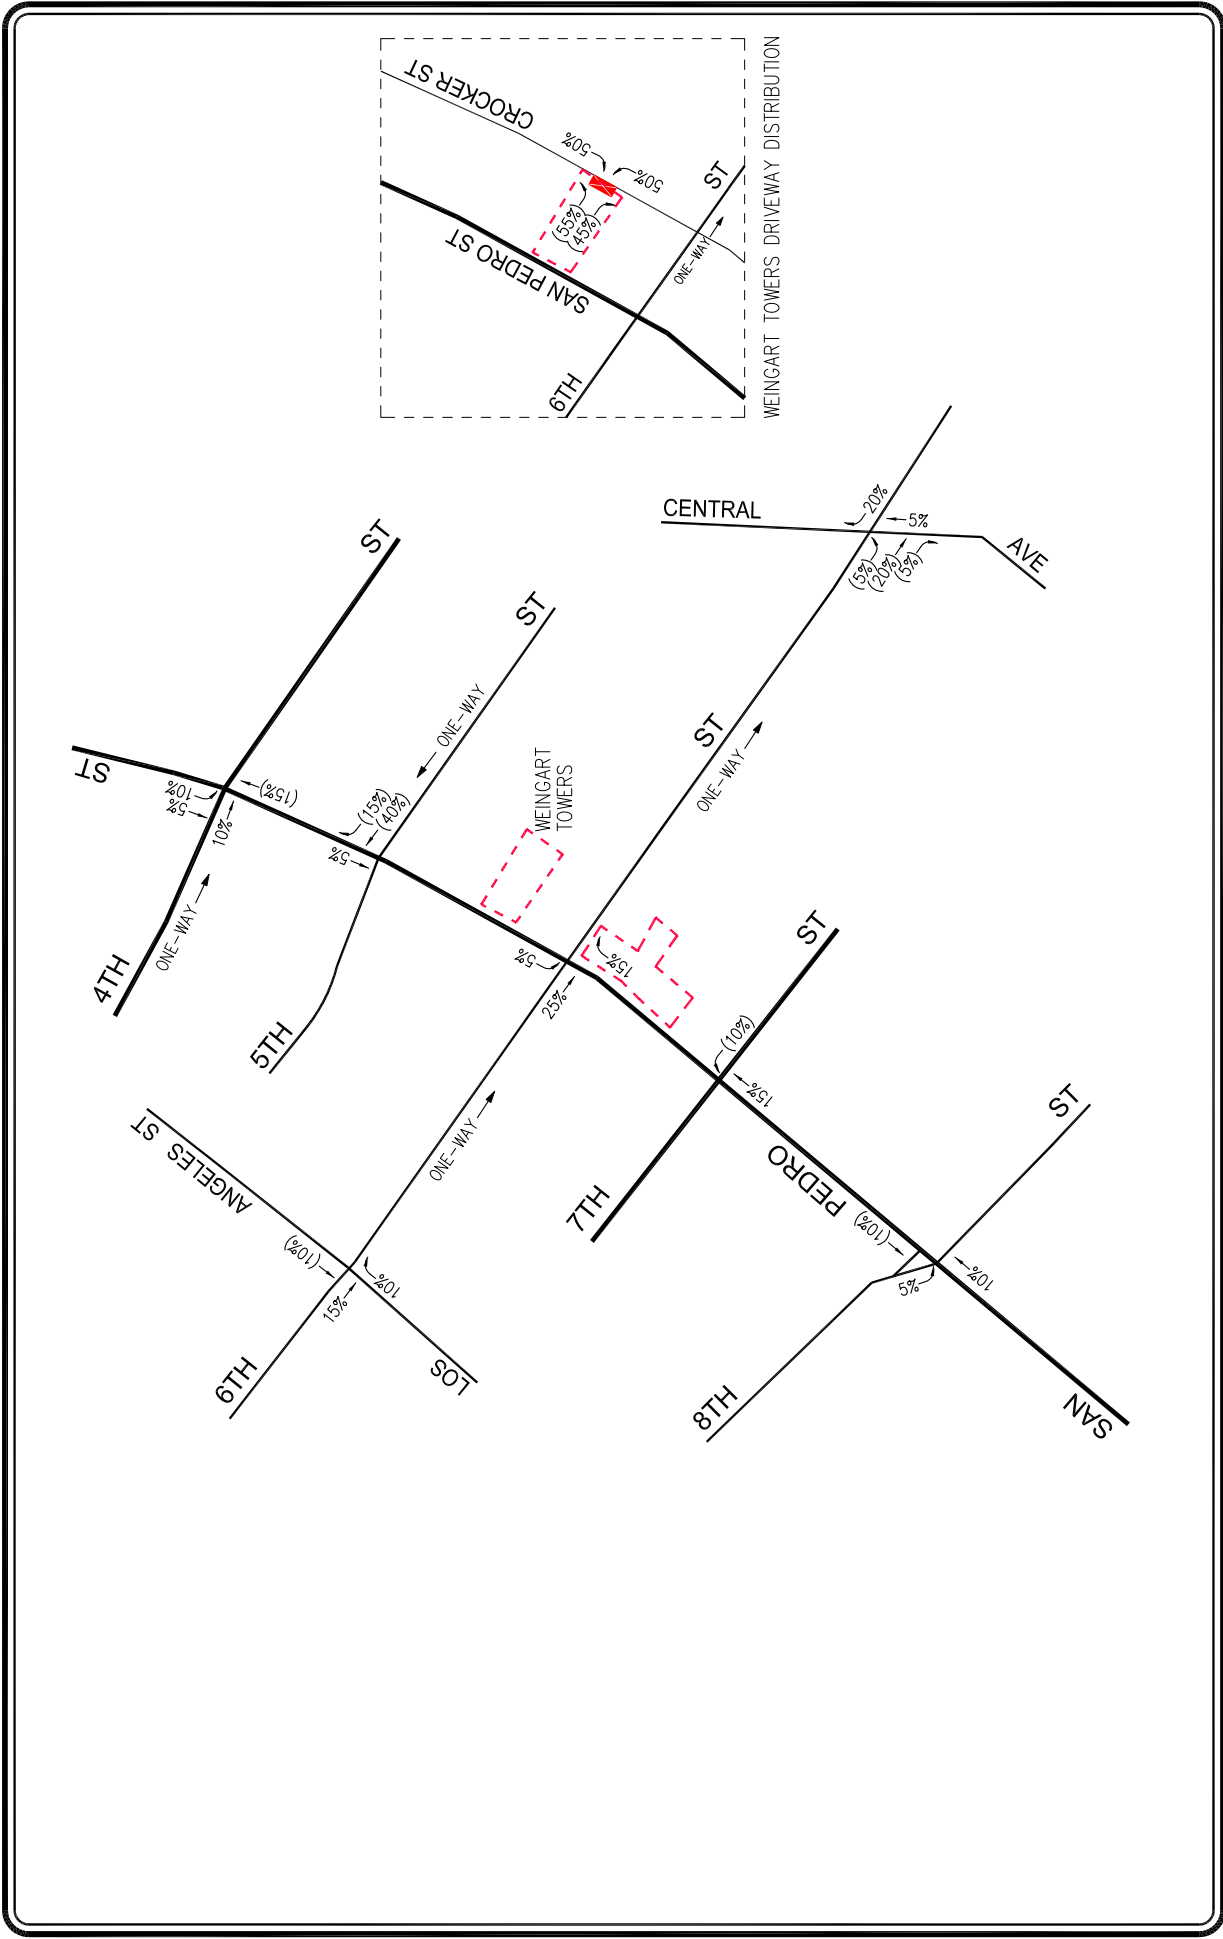 CROCKER ST
50%
50%
(55%)
(45%)
SAN PEDRO ST
ST
ONE-WAY
6TH
WEINGART TOWERS DRIVEWAY DISTRIBUTION
CENTRAL
20%
5%
(5%)
(20%)
(5%)
AVE
ST
ST
ONE-WAY
ST
10%
5%
10%
(15%)
ONE-WAY
4TH
(15%)
(40%)
5%
5TH
WEINGART
TOWERS
ST
ONE-WAY
5%
25%
15%
ST
(10%)
15%
7TH
ONE-WAY
ANGELES ST
(10%)
15%
10%
LOS
6TH
PEDRO
(10%)
5%
10%
ST
8TH
SAN